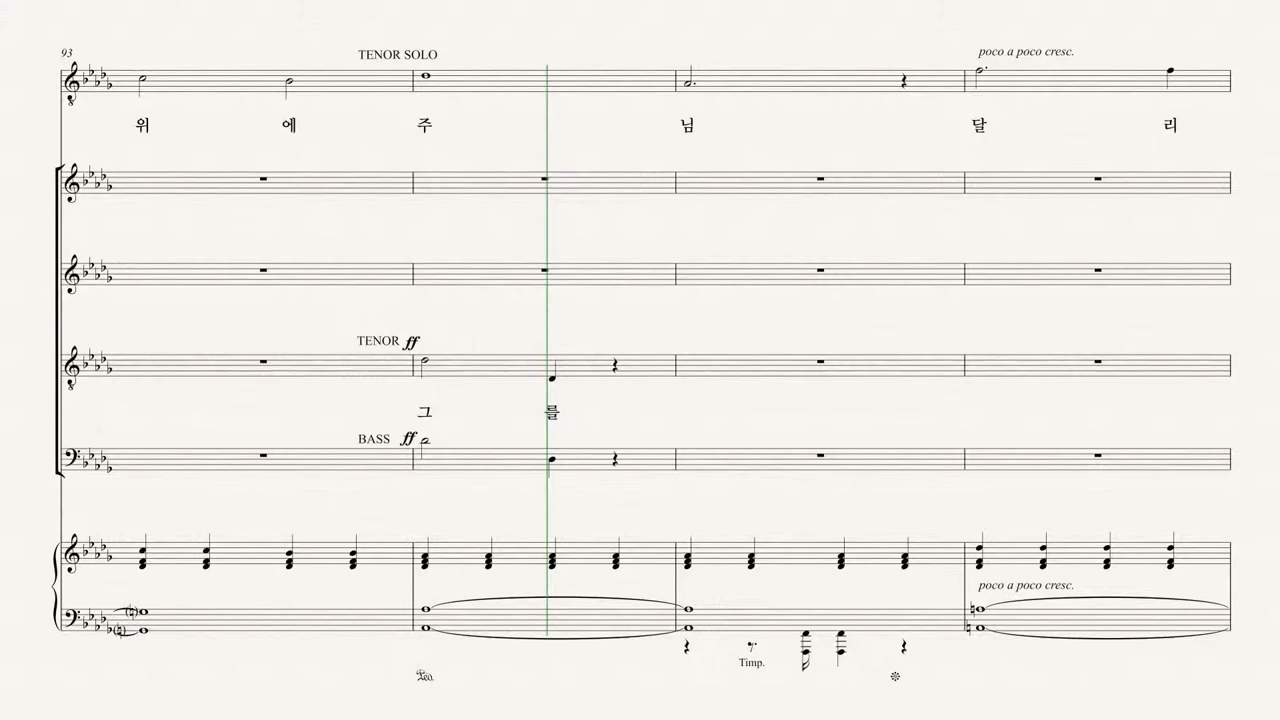 93
TENOR SOLO
poco a poco cresc.
위 에 주 님 달 리
TENOR ff
그 를
BASS ff
poco a poco cresc.
Timp.
Ped.